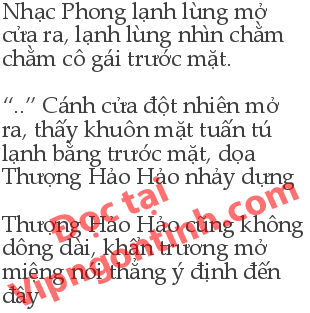 Nhạc Phong lạnh lùng mở
cửa ra, lạnh lùng nhìn chằm
chằm cô gái trước mặt.
“..” Cánh cửa đột nhiên mở
ra, thấy khuôn mặt tuấn tú
lạnh băng trước mặt, dọa
Thượng Hảo Hảo nhảy dựng
Thượng Hảo Hảo cũng không
dông dài, khẩn trương mở
miệng nói thẳng ý định đến
đây
Đọc tại
Vipngontinh.com